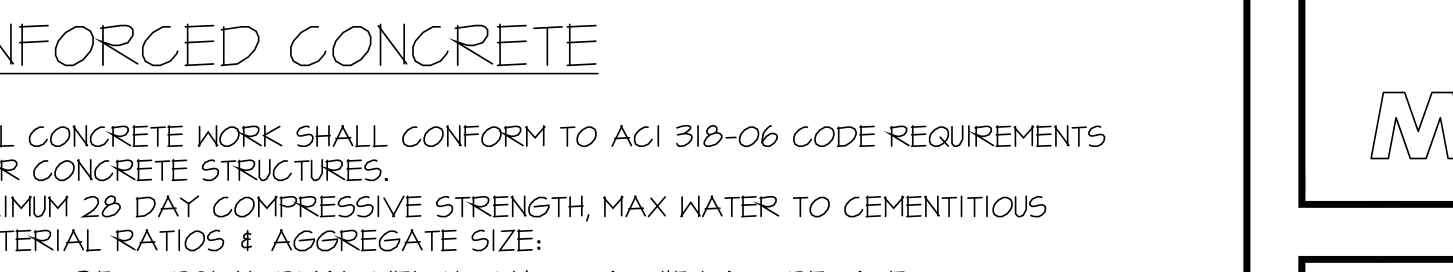 NFORCED CONCRETE
L CONCRETE WORK SHALL CONFORM TO ACI 318-06 CODE REQUIREMENTS
R CONCRETE STRUCTURES.
IMUM 28 DAY COMPRESSIVE STRENGTH, MAX WATER TO CEMENTITIOUS
TERIAL RATIOS & AGGREGATE SIZE:
M